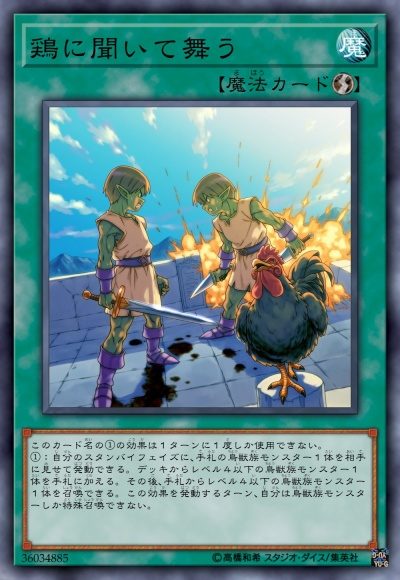 鶏に聞いて舞う
魔
【魔法カード】
このカード名の①の効果は1ターンに1度しか使用できない。
①:自分のスタンバイフェイズに、手札の鳥獣族モンスター1体を相手
に見せて発動できる。デッキからレベル4以下の鳥獣族モンスター1
体を手札に加える。その後、手札からレベル4以下の鳥獣族モンスター
1体を召喚できる。この効果を発動するターン、自分は鳥獣族モンスタ
ーしか特殊召喚できない。
36034885
©高橋和希 スタジオ・ダイス/集英社